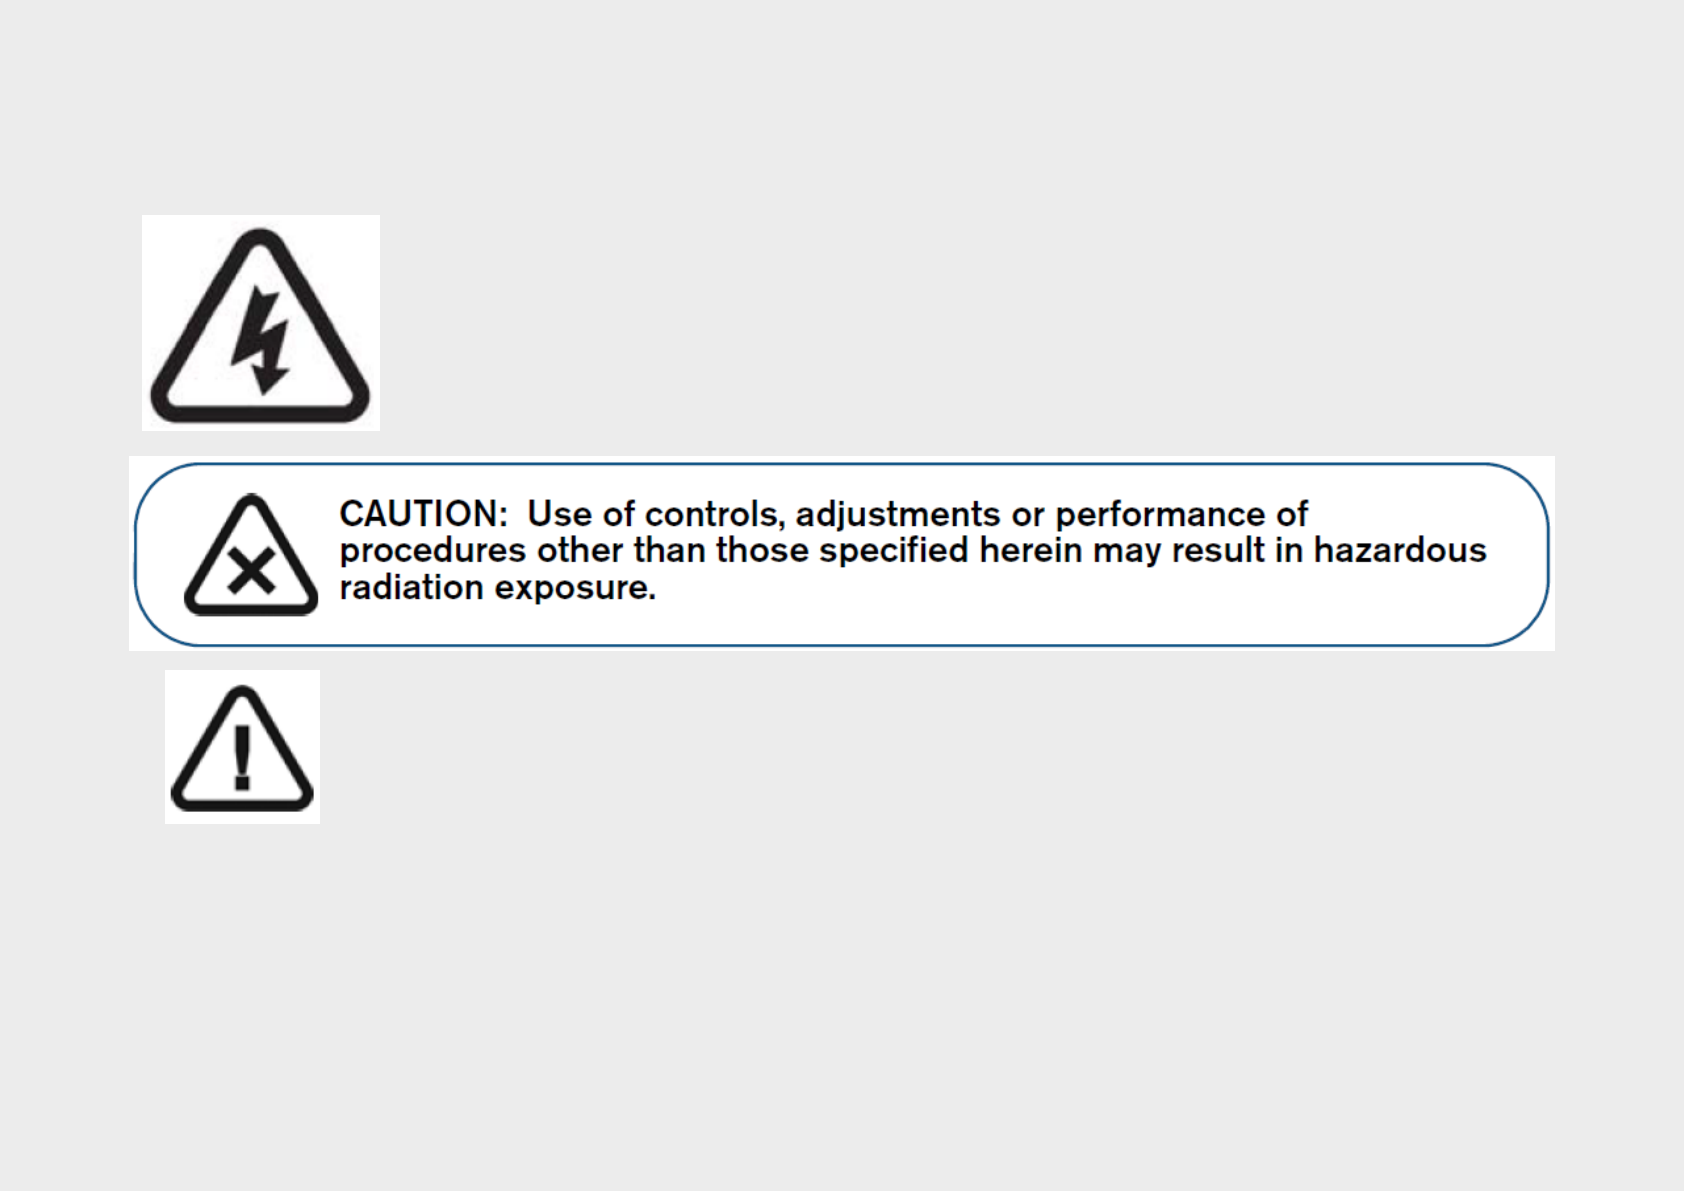 CAUTION: Use of controls, adjustments or performance of
procedures other than those specified herein may result in hazardous
radiation exposure.